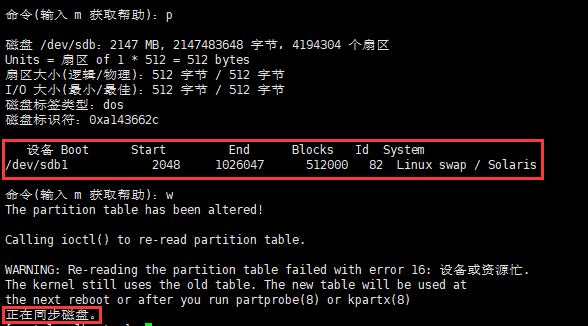 命令(输入 m 获取帮助)：p
磁盘 /dev/sdb：2147 MB, 2147483648 字节，4194304 个扇区
Units = 扇区 of 1 * 512 = 512 bytes
扇区大小(逻辑/物理)：512 字节 / 512 字节
I/O 大小(最小/最佳)：512 字节 / 512 字节
磁盘标签类型：dos
磁盘标识符：0xa143662c
设备 Boot      Start         End      Blocks   Id  System
/dev/sdb1            2048     1026047      512000   82  Linux swap / Solaris
命令(输入 m 获取帮助)：w
The partition table has been altered!
Calling ioctl() to re-read partition table.
WARNING: Re-reading the partition table failed with error 16: 设备或资源忙.
The kernel still uses the old table. The new table will be used at
the next reboot or after you run partprobe(8) or kpartx(8)
正在同步磁盘。